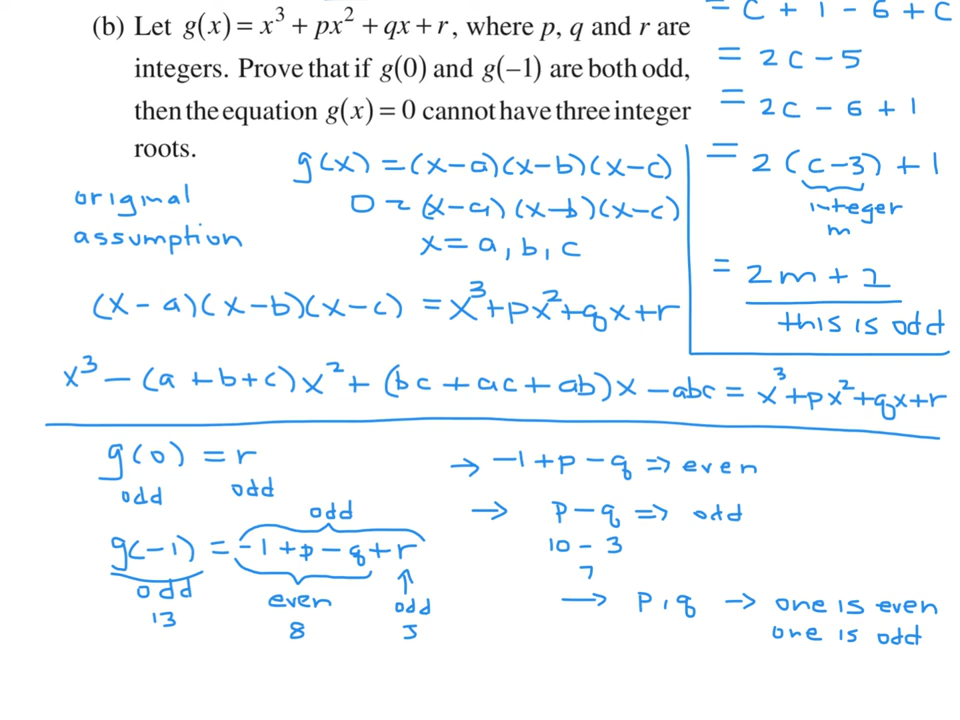 (b) Let g(x) = x³ + px² + qx + r, where p, q and r are
integers. Prove that if g(0) and g(−1) are both odd,
then the equation g(x) = 0 cannot have three integer
roots.
= c + 1 - 6 + c
= 2c - 5
= 2c - 6 + 1
= 2(c-3) + 1
integer
m
= 2m + 1
this is odd
original
assumption
g(x) = (x-a)(x-b)(x-c)
0 = (x-a)(x-b)(x-c)
x = a, b, c
(x-a)(x-b)(x-c) = x³+px²+qx+r
x³ - (a+b+c)x² + (bc+ac+ab)x - abc = x³+px²+qx+r
g(0) = r
odd odd
odd
g(-1) = -1+p-q+r
odd even odd
13 8 5
→ -1+p-q ⇒ even
→ p-q ⇒ odd
10-3
7
→ p, q → one is even
one is odd